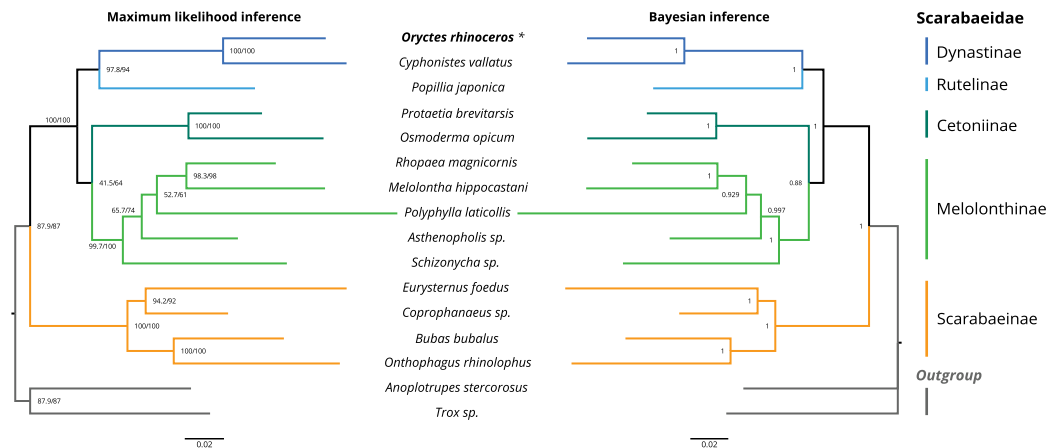 Maximum likelihood inference
Bayesian inference
Scarabaeidae
Oryctes rhinoceros *
Cyphonistes vallatus
Popillia japonica
Protaetia brevitarsis
Osmoderma opicum
Rhopaea magnicornis
Melolontha hippocastani
Polyphylla laticollis
Asthenopholis sp.
Schizonycha sp.
Eurysternus foedus
Coprophanaeus sp.
Bubas bubalus
Onthophagus rhinolophus
Anoplotrupes stercorosus
Trox sp.
100/100
97.8/94
100/100
100/100
41.5/64
98.3/98
52.7/61
65.7/74
99.7/100
87.9/87
94.2/92
100/100
100/100
87.9/87
0.02
1
1
1
1
0.88
1
0.929
0.997
1
1
1
1
1
0.02
Dynastinae
Rutelinae
Cetoniinae
Melolonthinae
Scarabaeinae
Outgroup